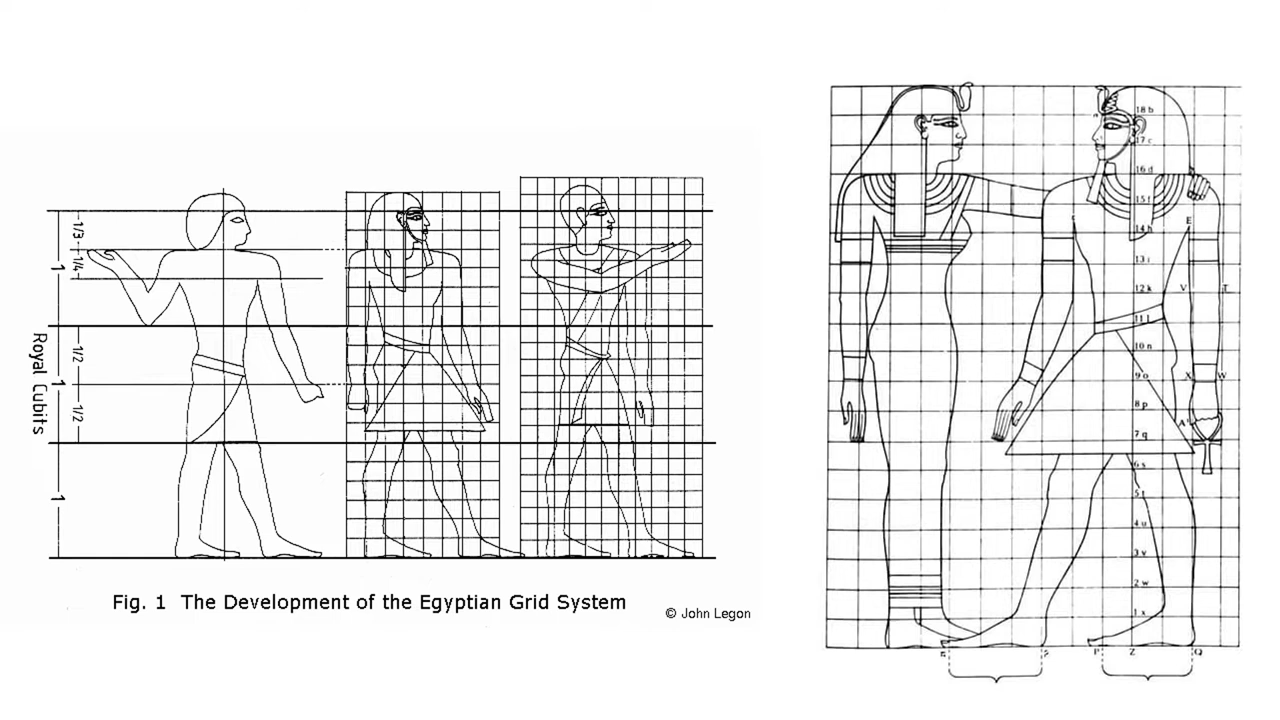 1/3
1/4
1
1/2
1
1/2
1
Royal Cubits
Fig. 1 The Development of the Egyptian Grid System
© John Legon
18 b
17 c
16 d
15 f
14 h
E
13 i
12 k
V
T
11 l
10 n
9 o
X
W
8 p
A'
7 q
6 s
5 t
4 u
3 v
2 w
1 x
P
Z
Q